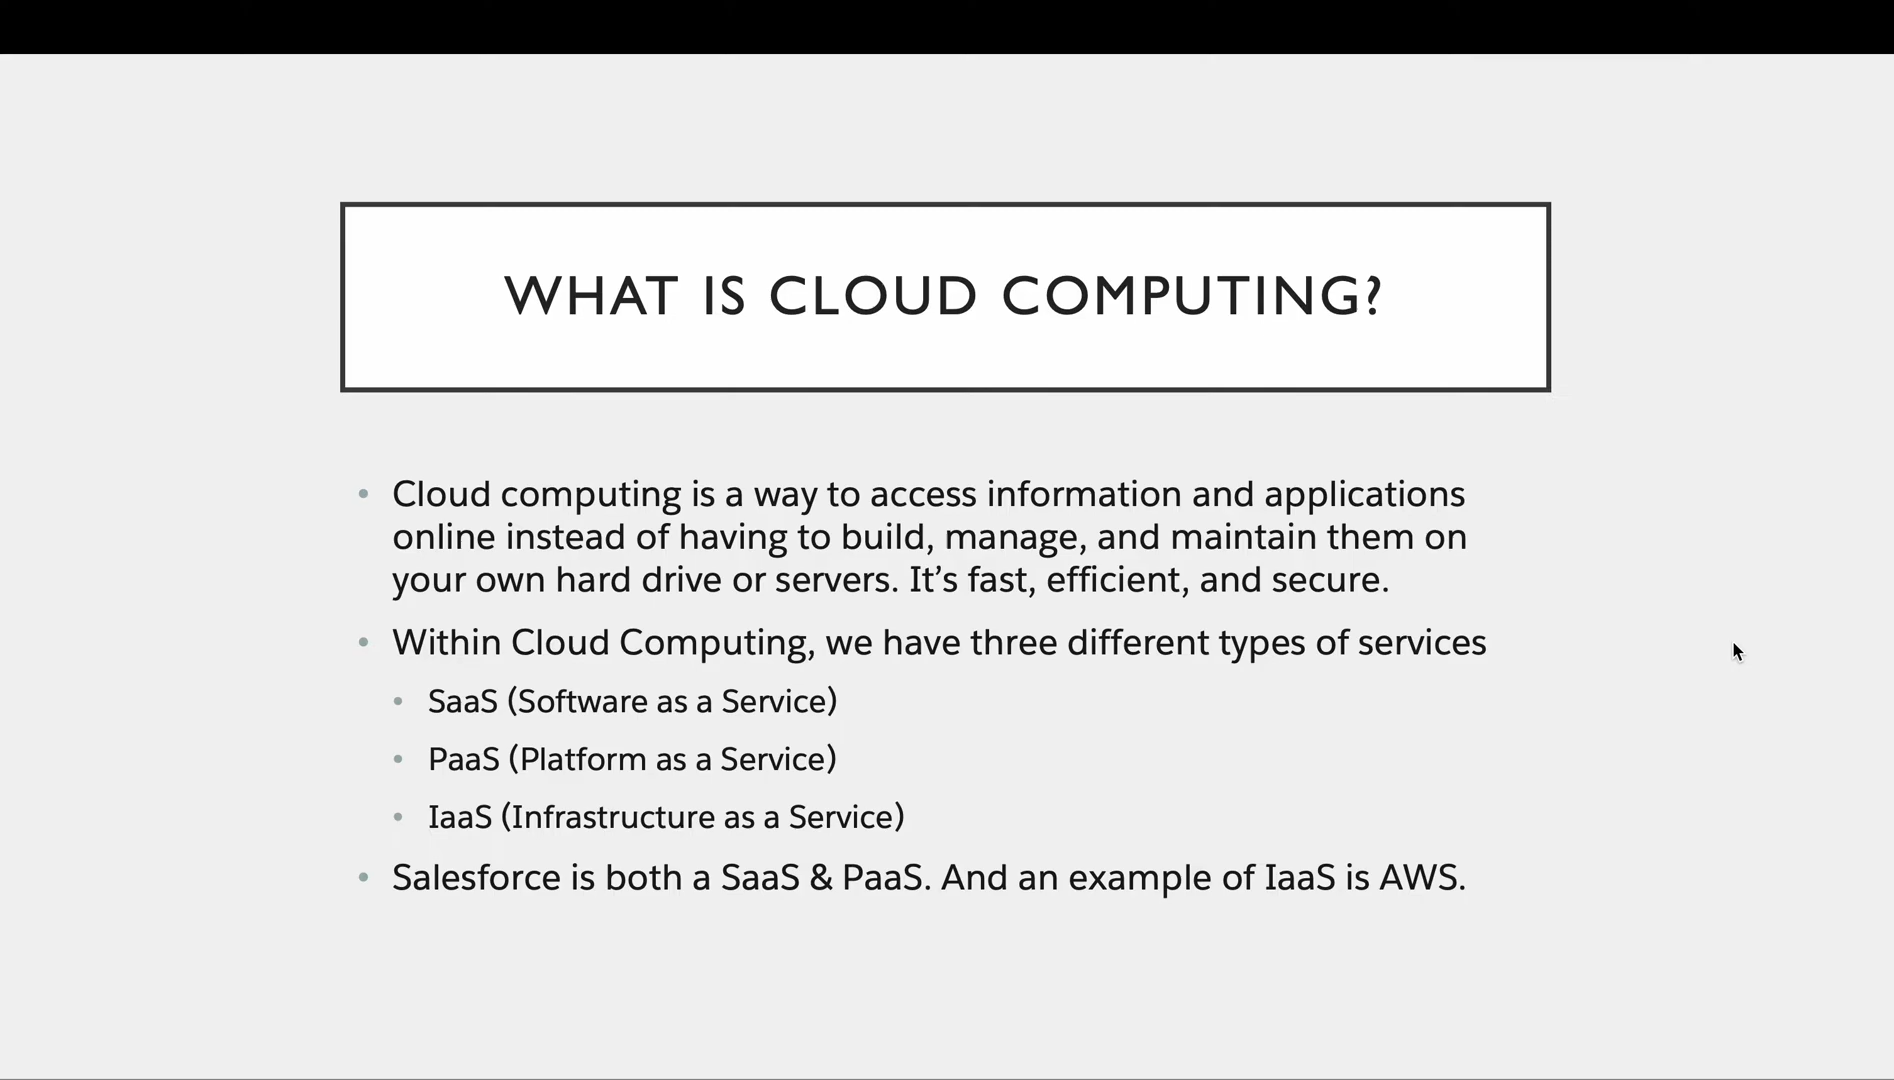 WHAT IS CLOUD COMPUTING?
• Cloud computing is a way to access information and applications
online instead of having to build, manage, and maintain them on
your own hard drive or servers. It’s fast, efficient, and secure.
• Within Cloud Computing, we have three different types of services
• SaaS (Software as a Service)
• PaaS (Platform as a Service)
• IaaS (Infrastructure as a Service)
• Salesforce is both a SaaS & PaaS. And an example of IaaS is AWS.